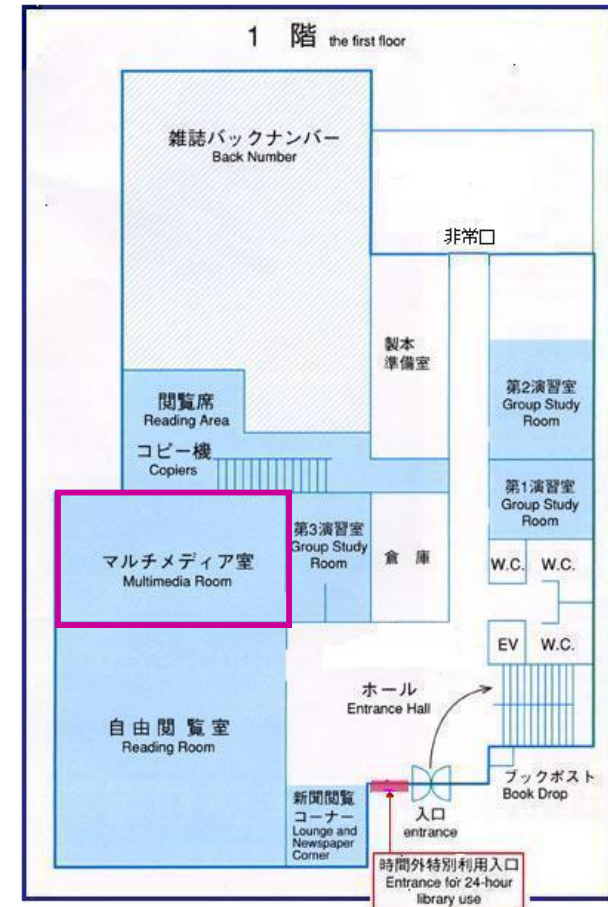 1 階 the first floor
雑誌バックナンバー
Back Number
非常口
製本
準備室
第2演習室
Group Study
Room
閲覧席
Reading Area
コピー機
Copiers
第1演習室
Group Study
Room
第3演習室
Group Study
Room
倉 庫
マルチメディア室
Multimedia Room
W.C.
W.C.
EV
W.C.
ホール
Entrance Hall
自由閲覧室
Reading Room
新聞閲覧
コーナー
Lounge and
Newspaper
Corner
入口
entrance
ブックポスト
Book Drop
時間外特別利用入口
Entrance for 24-hour
library use